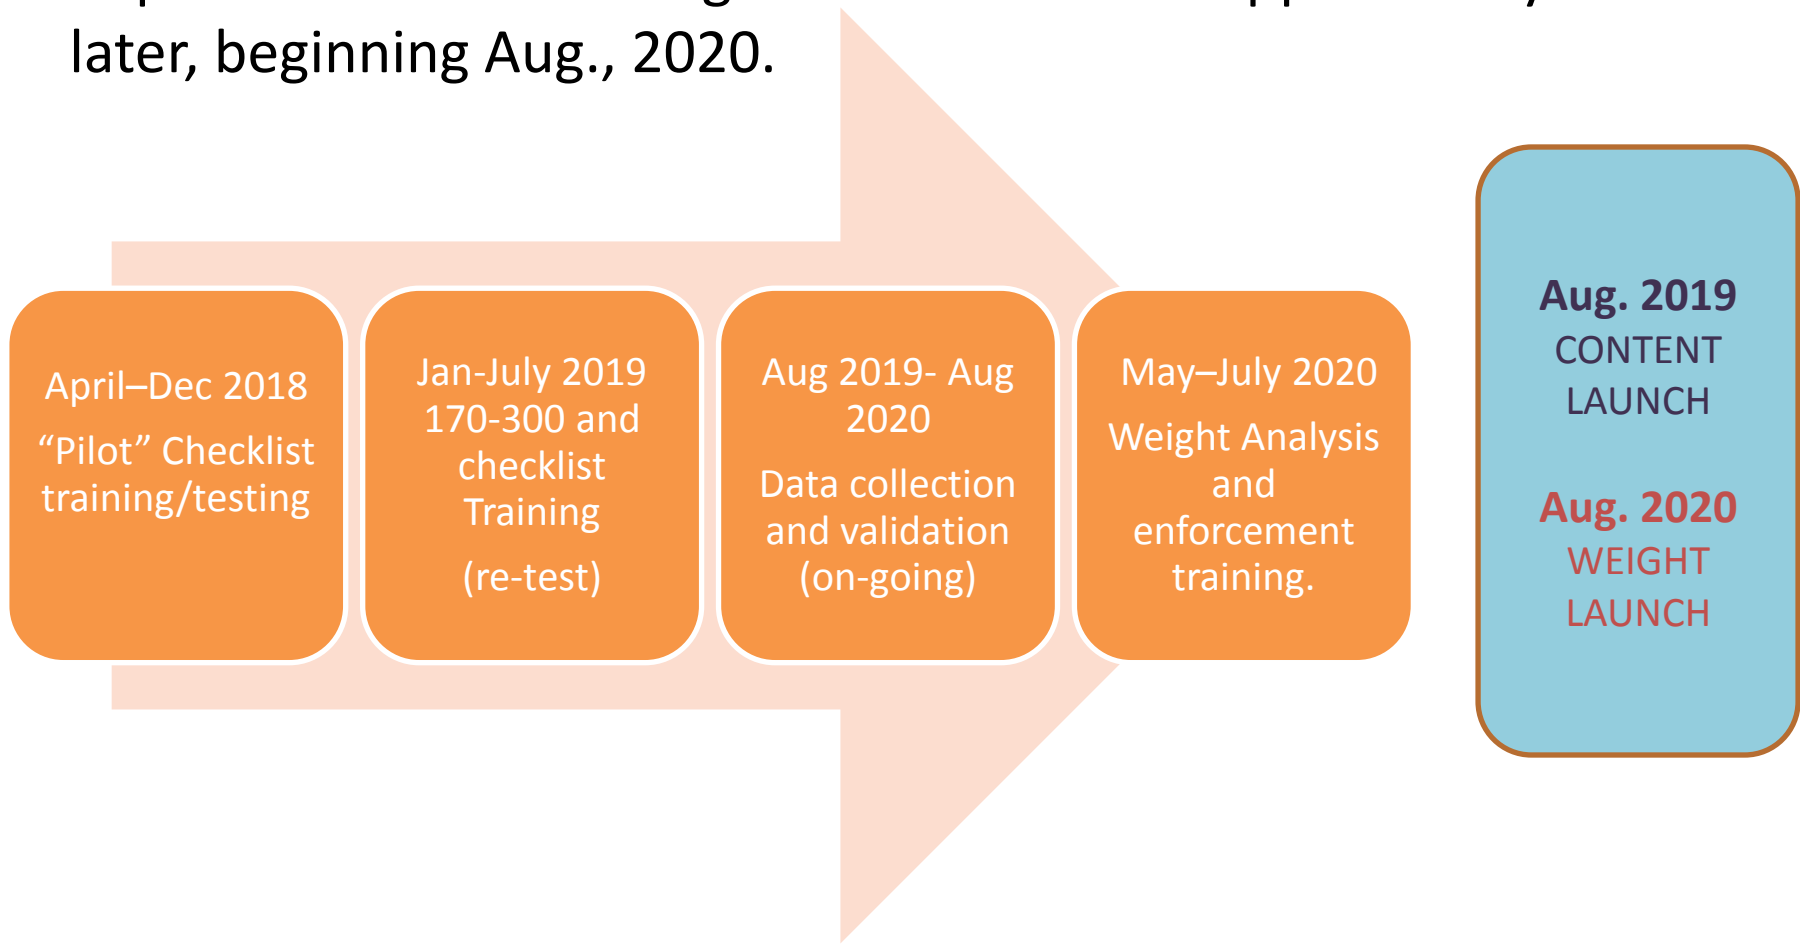 later, beginning Aug., 2020.
April–Dec 2018
“Pilot” Checklist
training/testing
Jan-July 2019
170-300 and
checklist
Training
(re-test)
Aug 2019- Aug
2020
Data collection
and validation
(on-going)
May–July 2020
Weight Analysis
and
enforcement
training.
Aug. 2019
CONTENT
LAUNCH
Aug. 2020
WEIGHT
LAUNCH